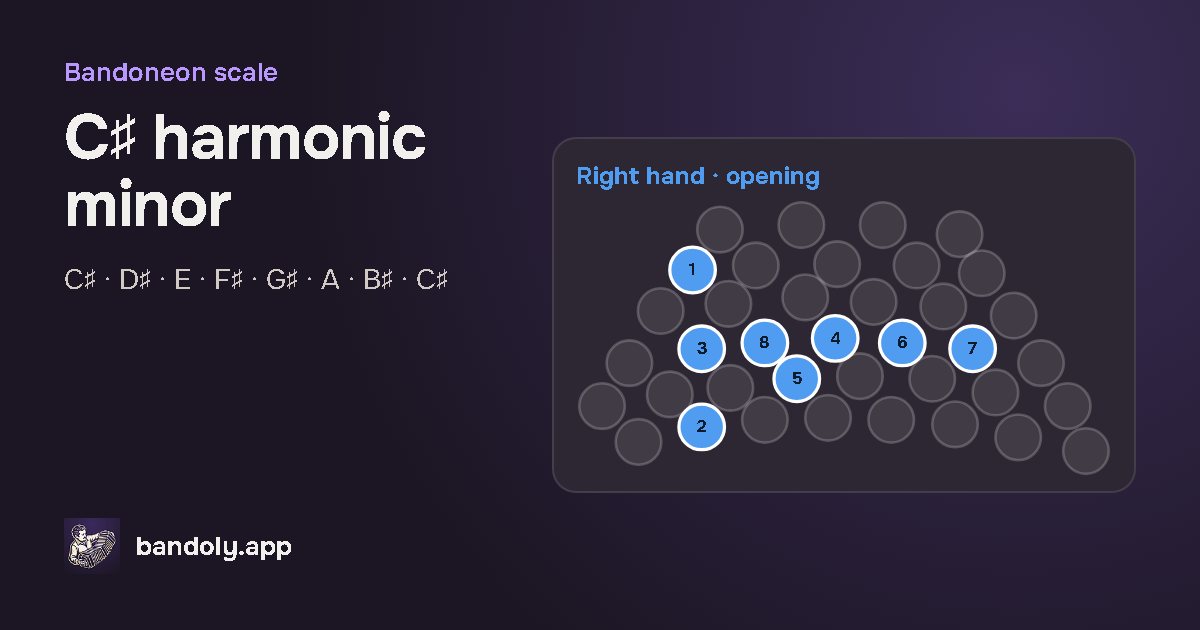 Bandoneon scale
C♯ harmonic
minor
C♯ · D♯ · E · F♯ · G♯ · A · B♯ · C♯
Right hand · opening
1
3 8 4 6 7
5
2
bandoly.app